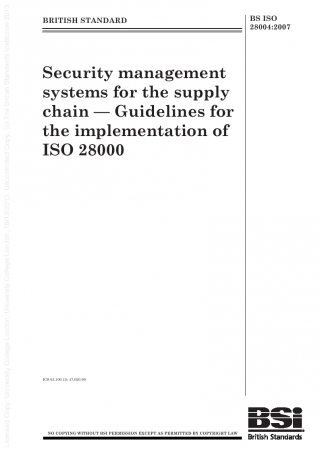 BRITISH STANDARD
BS ISO
28004:2007
Security management
systems for the supply
chain — Guidelines for
the implementation of
ISO 28000
NO COPYING WITHOUT BSI PERMISSION EXCEPT AS PERMITTED BY COPYRIGHT LAW
BSi
British Standards